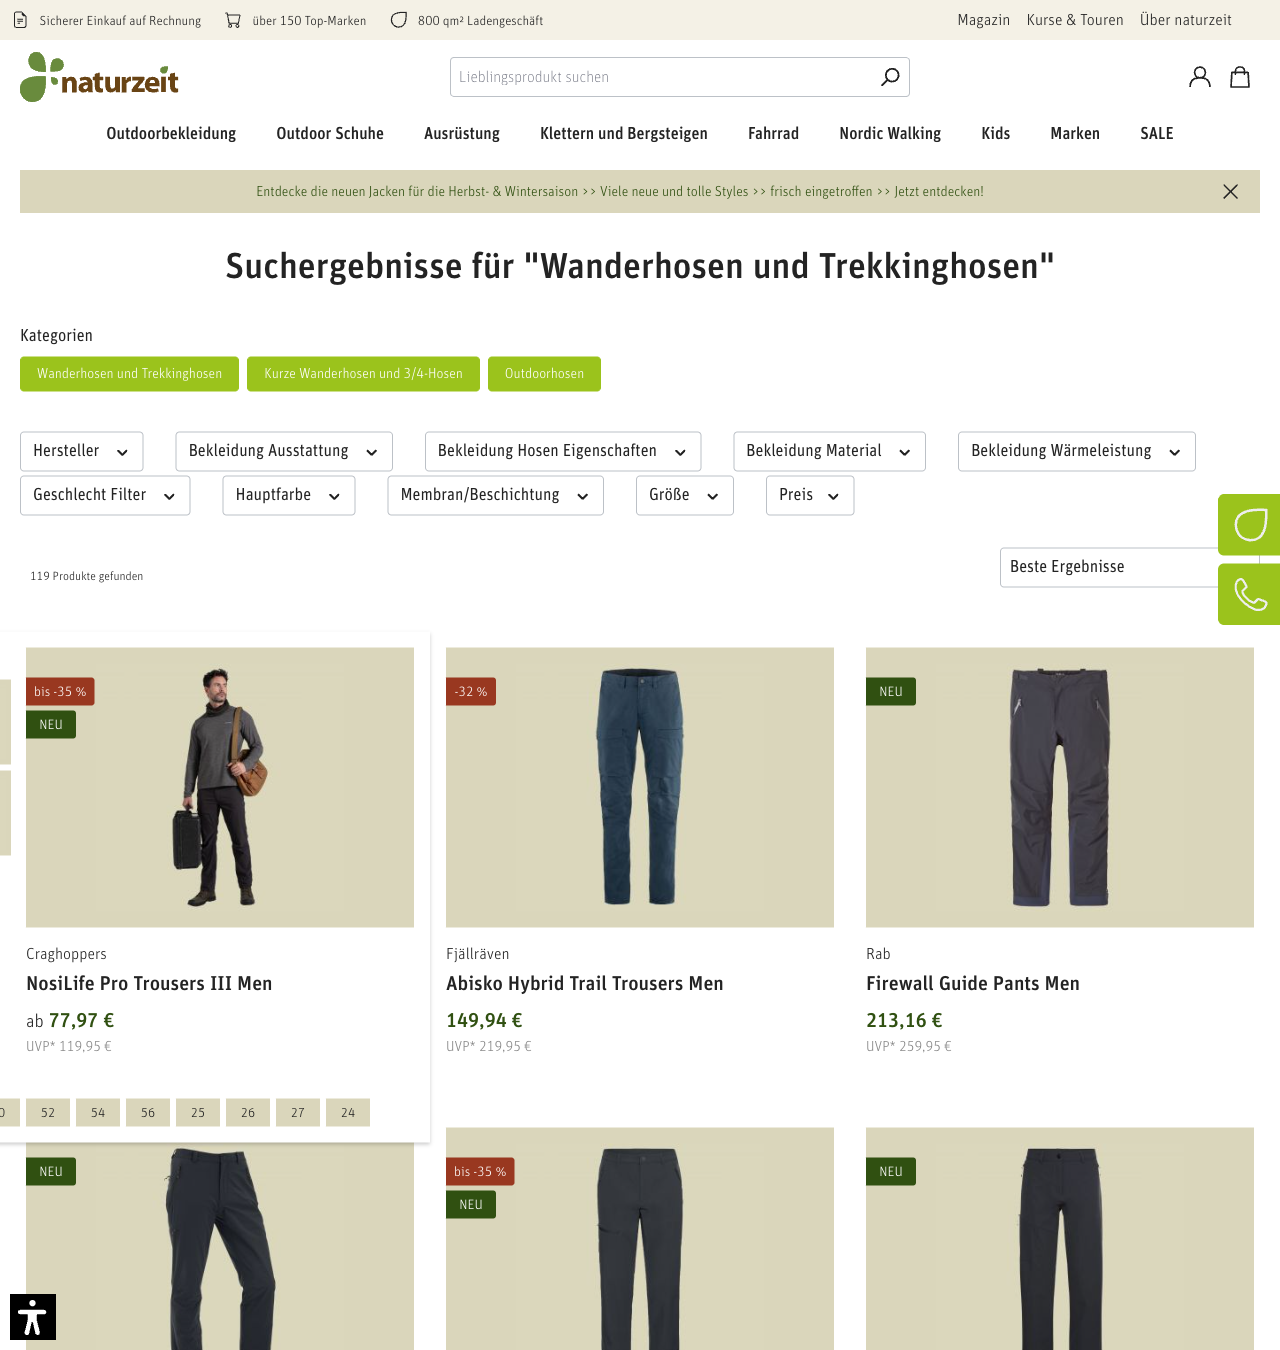 Sicherer Einkauf auf Rechnung über 150 Top-Marken 800 qm² Ladengeschäft Magazin Kurse & Touren Über naturzeit
naturzeit
Lieblingsprodukt suchen
Outdoorbekleidung Outdoor Schuhe Ausrüstung Klettern und Bergsteigen Fahrrad Nordic Walking Kids Marken SALE
Entdecke die neuen Jacken für die Herbst- & Wintersaison >> Viele neue und tolle Styles >> frisch eingetroffen >> Jetzt entdecken!
Suchergebnisse für "Wanderhosen und Trekkinghosen"
Kategorien
Wanderhosen und Trekkinghosen Kurze Wanderhosen und 3/4-Hosen Outdoorhosen
Hersteller Bekleidung Ausstattung Bekleidung Hosen Eigenschaften Bekleidung Material Bekleidung Wärmeleistung
Geschlecht Filter Hauptfarbe Membran/Beschichtung Größe Preis
Beste Ergebnisse
119 Produkte gefunden
bis -35 % -32 % NEU
NEU
Craghoppers Fjällräven Rab
NosiLife Pro Trousers III Men Abisko Hybrid Trail Trousers Men Firewall Guide Pants Men
ab 77,97 € 149,94 € 213,16 €
UVP* 119,95 € UVP* 219,95 € UVP* 259,95 €
0 52 54 56 25 26 27 24
NEU bis -35 % NEU
NEU